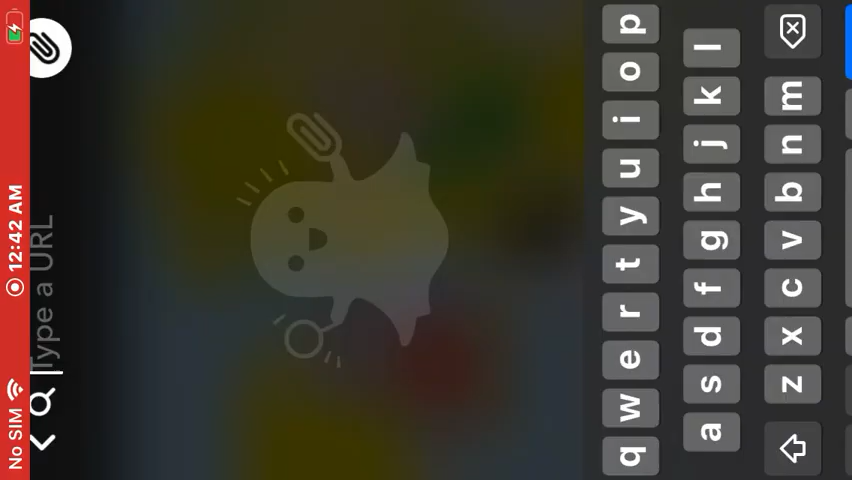 No SIM 12:42 AM
Type a URL
q w e r t y u i o p
a s d f g h j k l
z x c v b n m